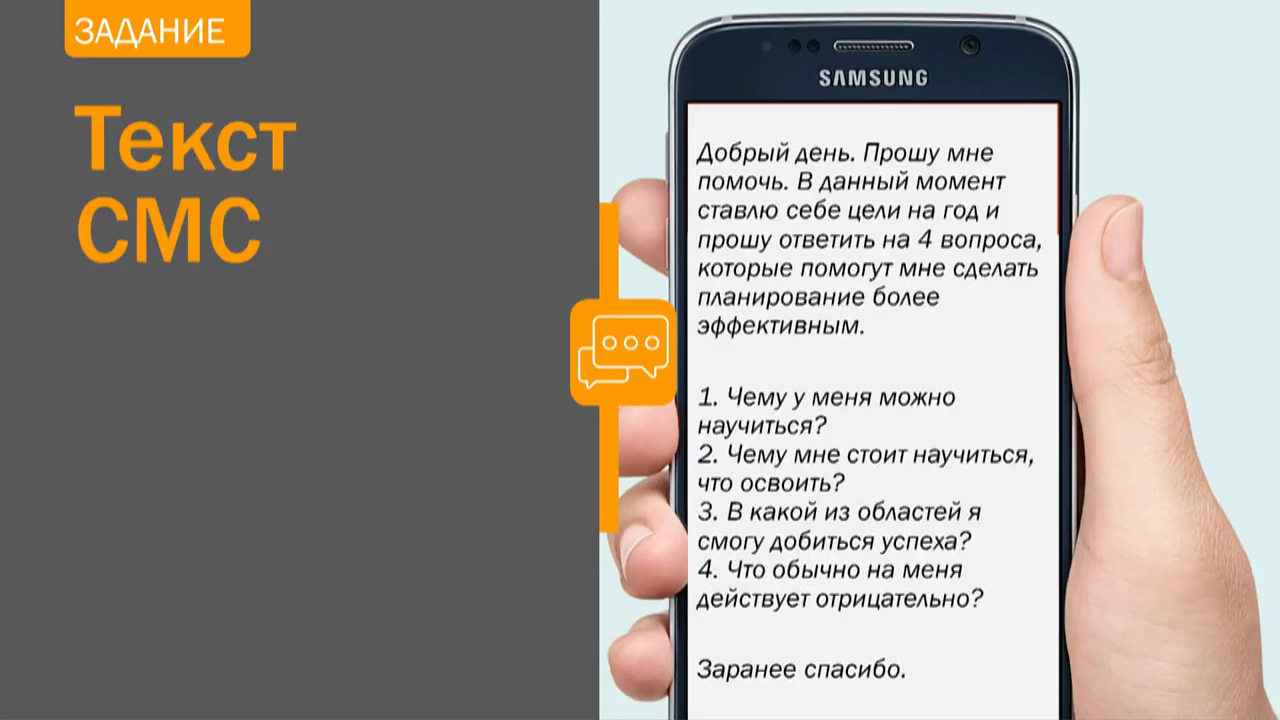 ЗАДАНИЕ
Текст
СМС
SAMSUNG
Добрый день. Прошу мне
помочь. В данный момент
ставлю себе цели на год и
прошу ответить на 4 вопроса,
которые помогут мне сделать
планирование более
эффективным.
1. Чему у меня можно
научиться?
2. Чему мне стоит научиться,
что освоить?
3. В какой из областей я
смогу добиться успеха?
4. Что обычно на меня
действует отрицательно?
Заранее спасибо.